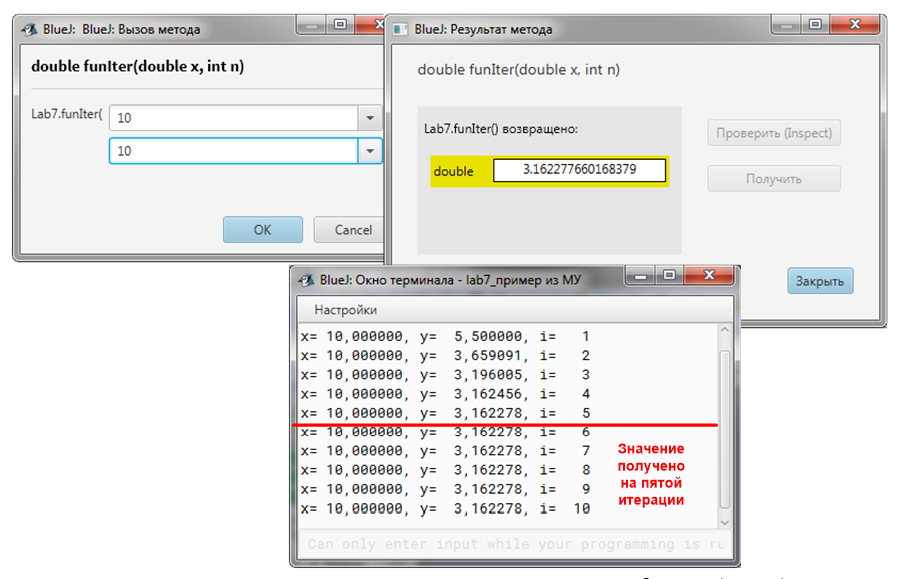 BlueJ: BlueJ: Вызов метода
double funIter(double x, int n)
Lab7.funIter(
10
10
OK
Cancel
BlueJ: Результат метода
double funIter(double x, int n)
Lab7.funIter() возвращено:
double
3.162277660168379
Проверить (Inspect)
Получить
Закрыть
BlueJ: Окно терминала - lab7_пример из МУ
Настройки
x= 10,000000, y= 5,500000, i= 1
x= 10,000000, y= 3,659091, i= 2
x= 10,000000, y= 3,196005, i= 3
x= 10,000000, y= 3,162456, i= 4
x= 10,000000, y= 3,162278, i= 5
x= 10,000000, y= 3,162278, i= 6
x= 10,000000, y= 3,162278, i= 7
x= 10,000000, y= 3,162278, i= 8
x= 10,000000, y= 3,162278, i= 9
x= 10,000000, y= 3,162278, i= 10
Значение
получено
на пятой
итерации
Can only enter input while your programming is ru